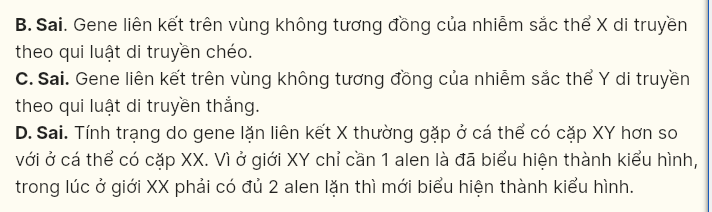 B. Sai. Gene liên kết trên vùng không tương đồng của nhiễm sắc thể X di truyền
theo qui luật di truyền chéo.
C. Sai. Gene liên kết trên vùng không tương đồng của nhiễm sắc thể Y di truyền
theo qui luật di truyền thẳng.
D. Sai. Tính trạng do gene lặn liên kết X thường gặp ở cá thể có cặp XY hơn so
với ở cá thể có cặp XX. Vì ở giới XY chỉ cần 1 alen là đã biểu hiện thành kiểu hình,
trong lúc ở giới XX phải có đủ 2 alen lặn thì mới biểu hiện thành kiểu hình.